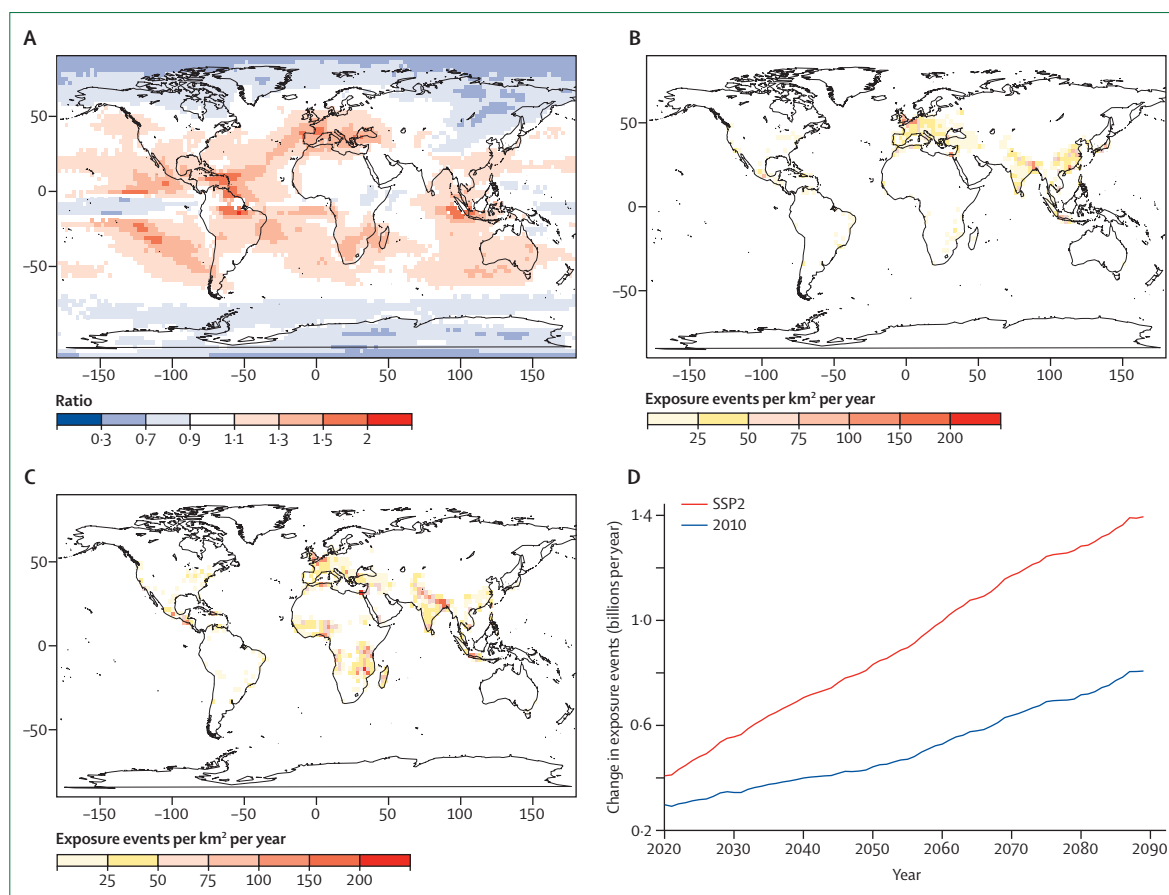 A
50
0
−50
−150 −100 −50 0 50 100 150
Ratio
0·3 0·7 0·9 1·1 1·3 1·5 2
B
50
0
−50
−150 −100 −50 0 50 100 150
Exposure events per km² per year
25 50 75 100 150 200
C
50
0
−50
−150 −100 −50 0 50 100 150
Exposure events per km² per year
25 50 75 100 150 200
D
SSP2
2010
Change in exposure events (billions per year)
1·4
1·0
0·6
0·2
2020 2030 2040 2050 2060 2070 2080 2090
Year